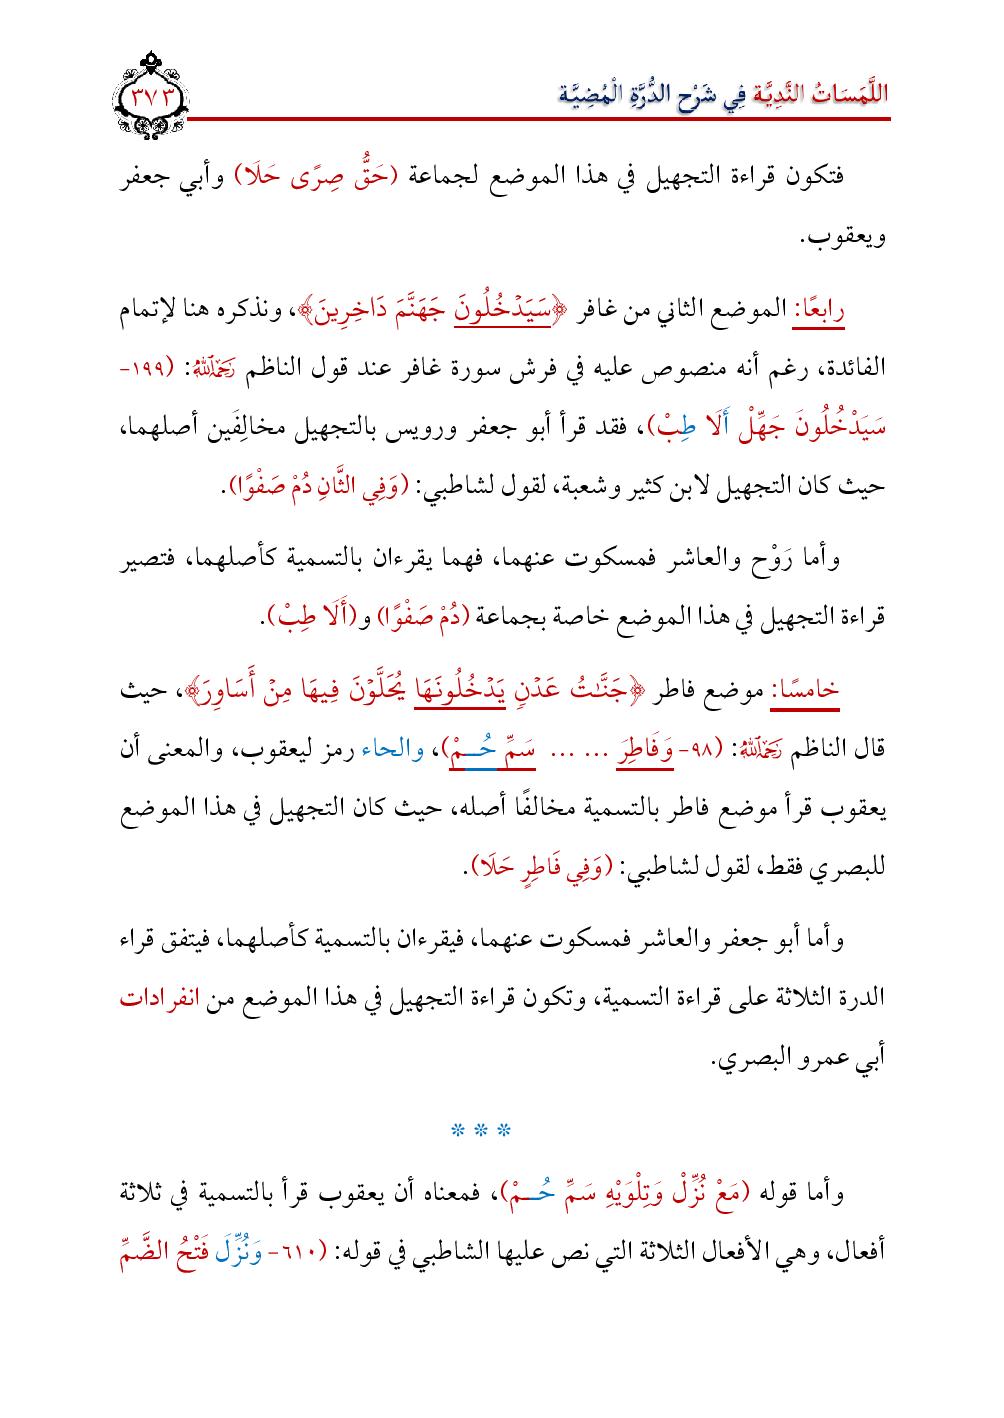 اللَّمَسَاتُ النَّدِيَّة فِي شَرْح الدُّرَّةِ الْمُضِيَّة
٣٧٣
فتكون قراءة التجهيل في هذا الموضع لجماعة (حَقُّ صِرًى حَلَا) وأبي جعفر
ويعقوب.
رابعًا: الموضع الثاني من غافر ﴿سَيَدْخُلُونَ جَهَنَّمَ دَاخِرِينَ﴾، ونذكره هنا لإتمام
الفائدة، رغم أنه منصوص عليه في فرش سورة غافر عند قول الناظم رحمه الله: (١٩٩-
سَيَدْخُلُونَ جَهِّلْ أَلَا طِبْ)، فقد قرأ أبو جعفر ورويس بالتجهيل مخالِفَين أصلهما،
حيث كان التجهيل لابن كثير وشعبة، لقول لشاطبي: (وَفِي الثَّانِ دُمْ صَفْوًا).
وأما رَوْح والعاشر فمسكوت عنهما، فهما يقرءان بالتسمية كأصلهما، فتصير
قراءة التجهيل في هذا الموضع خاصة بجماعة (دُمْ صَفْوًا) و(أَلَا طِبْ).
خامسًا: موضع فاطر ﴿جَنَّٰتُ عَدْنٍ يَدْخُلُونَهَا يُحَلَّوْنَ فِيهَا مِنْ أَسَاوِرَ﴾، حيث
قال الناظم رحمه الله: (٩٨- وَفَاطِرَ ... ... سَمِّ حُـمْ)، والحاء رمز ليعقوب، والمعنى أن
يعقوب قرأ موضع فاطر بالتسمية مخالفًا أصله، حيث كان التجهيل في هذا الموضع
للبصري فقط، لقول لشاطبي: (وَفِي فَاطِرٍ حَلَا).
وأما أبو جعفر والعاشر فمسكوت عنهما، فيقرءان بالتسمية كأصلهما، فيتفق قراء
الدرة الثلاثة على قراءة التسمية، وتكون قراءة التجهيل في هذا الموضع من انفرادات
أبي عمرو البصري.
* * *
وأما قوله (مَعْ نُزِّلْ وَتِلْوَيْهِ سَمِّ حُـمْ)، فمعناه أن يعقوب قرأ بالتسمية في ثلاثة
أفعال، وهي الأفعال الثلاثة التي نص عليها الشاطبي في قوله: (٦١٠- وَنُزِّلَ فَتْحُ الضَّمِّ